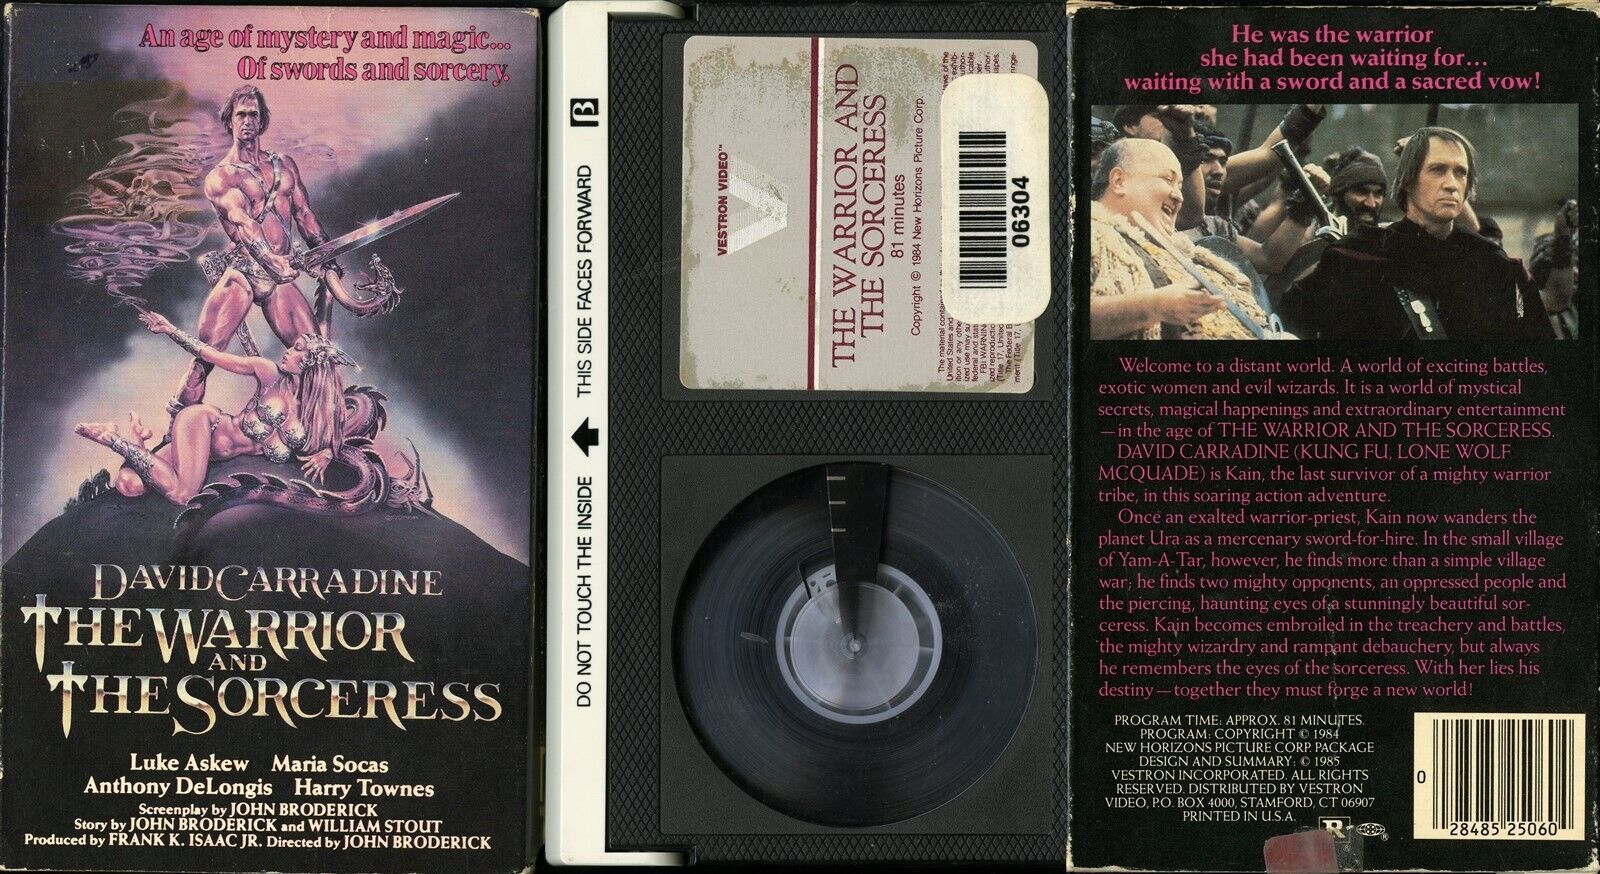 An age of mystery and magic...
Of swords and sorcery.
DAVID CARRADINE
THE WARRIOR
AND
THE SORCERESS
Luke Askew Maria Socas
Anthony DeLongis Harry Townes
Screenplay by JOHN BRODERICK
Story by JOHN BRODERICK and WILLIAM STOUT
Produced by FRANK K. ISAAC JR. Directed by JOHN BRODERICK
DO NOT TOUCH THE INSIDE
THIS SIDE FACES FORWARD
β
VESTRON VIDEO™
V
THE WARRIOR AND
THE SORCERESS
81 minutes
Copyright © 1984 New Horizons Picture Corp.
06304
He was the warrior
she had been waiting for...
waiting with a sword and a sacred vow!
Welcome to a distant world. A world of exciting battles,
exotic women and evil wizards. It is a world of mystical
secrets, magical happenings and extraordinary entertainment
—in the age of THE WARRIOR AND THE SORCERESS.
DAVID CARRADINE (KUNG FU, LONE WOLF
MCQUADE) is Kain, the last survivor of a mighty warrior
tribe, in this soaring action adventure.
Once an exalted warrior-priest, Kain now wanders the
planet Ura as a mercenary sword-for-hire. In the small village
of Yam-A-Tar, however, he finds more than a simple village
war; he finds two mighty opponents, an oppressed people and
the piercing, haunting eyes of a stunningly beautiful sor-
ceress. Kain becomes embroiled in the treachery and battles,
the mighty wizardry and rampant debauchery, but always
he remembers the eyes of the sorceress. With her lies his
destiny—together they must forge a new world!
PROGRAM TIME: APPROX. 81 MINUTES.
PROGRAM: COPYRIGHT © 1984
NEW HORIZONS PICTURE CORP. PACKAGE
DESIGN AND SUMMARY: © 1985
VESTRON INCORPORATED. ALL RIGHTS
RESERVED. DISTRIBUTED BY VESTRON
VIDEO, P.O. BOX 4000, STAMFORD, CT 06907
PRINTED IN U.S.A.
R
0
28485 25060